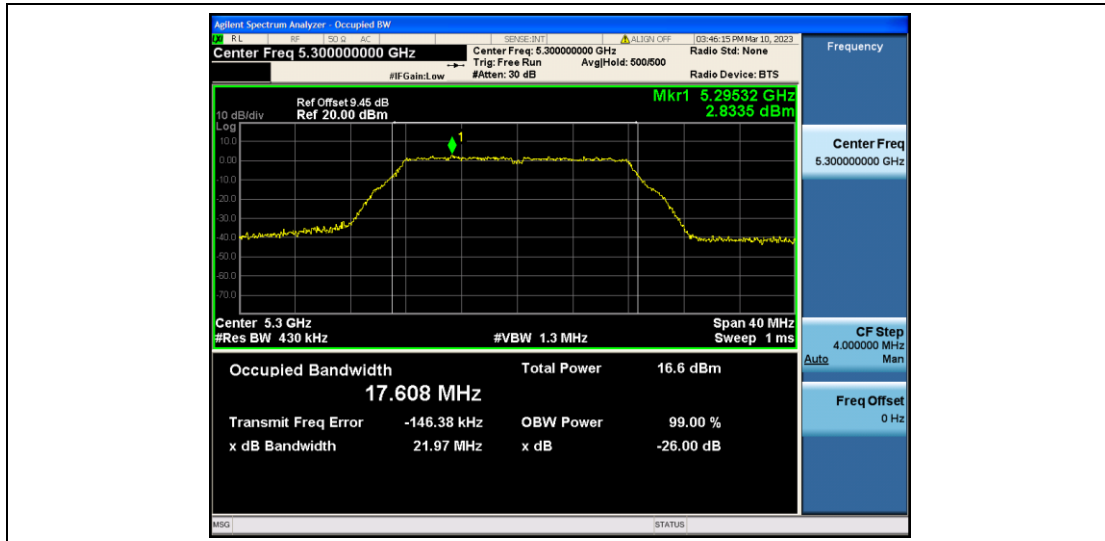 Agilent Spectrum Analyzer - Occupied BW
RL RF 50 Ω AC SENSE:INT ALIGN OFF 03:46:15 PM Mar 10, 2023
Center Freq 5.300000000 GHz
Center Freq: 5.300000000 GHz Radio Std: None
Trig: Free Run Avg|Hold: 500/500
#IFGain:Low #Atten: 30 dB Radio Device: BTS
Ref Offset 9.45 dB
10 dB/div Ref 20.00 dBm
Mkr1 5.29532 GHz
2.8335 dBm
Log
10.0
0.00
-10.0
-20.0
-30.0
-40.0
-50.0
-60.0
-70.0
1
Center 5.3 GHz Span 40 MHz
#Res BW 430 kHz #VBW 1.3 MHz Sweep 1 ms
Occupied Bandwidth Total Power 16.6 dBm
17.608 MHz
Transmit Freq Error -146.38 kHz OBW Power 99.00 %
x dB Bandwidth 21.97 MHz x dB -26.00 dB
MSG STATUS
Frequency
Center Freq
5.300000000 GHz
CF Step
4.000000 MHz
Auto Man
Freq Offset
0 Hz